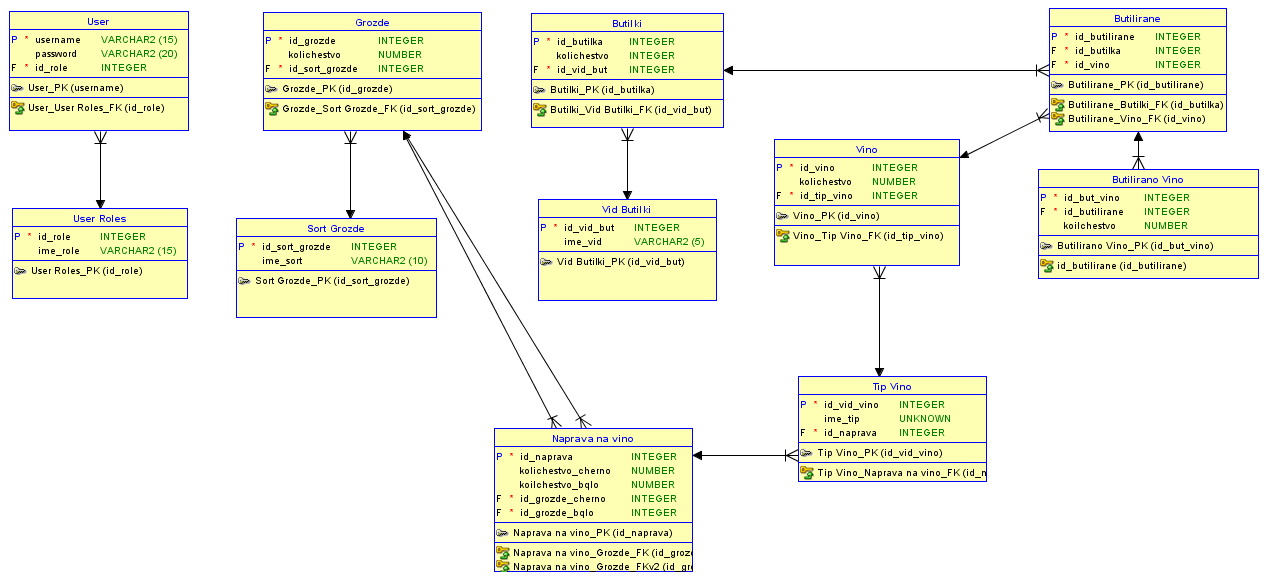 User
P * username VARCHAR2 (15)
password VARCHAR2 (20)
F * id_role INTEGER
User_PK (username)
User_User Roles_FK (id_role)
Grozde
P * id_grozde INTEGER
kolichestvo NUMBER
F * id_sort_grozde INTEGER
Grozde_PK (id_grozde)
Grozde_Sort Grozde_FK (id_sort_grozde)
Butilki
P * id_butilka INTEGER
kolichestvo INTEGER
F * id_vid_but INTEGER
Butilki_PK (id_butilka)
Butilki_Vid Butilki_FK (id_vid_but)
Butilirane
P * id_butilirane INTEGER
F * id_butilka INTEGER
F * id_vino INTEGER
Butilirane_PK (id_butilirane)
Butilirane_Butilki_FK (id_butilka)
Butilirane_Vino_FK (id_vino)
Vino
P * id_vino INTEGER
kolichestvo NUMBER
F * id_tip_vino INTEGER
Vino_PK (id_vino)
Vino_Tip Vino_FK (id_tip_vino)
Butilirano Vino
P * id_but_vino INTEGER
F * id_butilirane INTEGER
koilchestvo NUMBER
Butilirano Vino_PK (id_but_vino)
id_butilirane (id_butilirane)
User Roles
P * id_role INTEGER
ime_role VARCHAR2 (15)
User Roles_PK (id_role)
Sort Grozde
P * id_sort_grozde INTEGER
ime_sort VARCHAR2 (10)
Sort Grozde_PK (id_sort_grozde)
Vid Butilki
P * id_vid_but INTEGER
ime_vid VARCHAR2 (5)
Vid Butilki_PK (id_vid_but)
Tip Vino
P * id_vid_vino INTEGER
ime_tip UNKNOWN
F * id_naprava INTEGER
Tip Vino_PK (id_vid_vino)
Tip Vino_Naprava na vino_FK (id_n
Naprava na vino
P * id_naprava INTEGER
kolichestvo_cherno NUMBER
koilchestvo_bqlo NUMBER
F * id_grozde_cherno INTEGER
F * id_grozde_bqlo INTEGER
Naprava na vino_PK (id_naprava)
Naprava na vino_Grozde_FK (id_groz
Naprava na vino_Grozde_FKv2 (id_gr